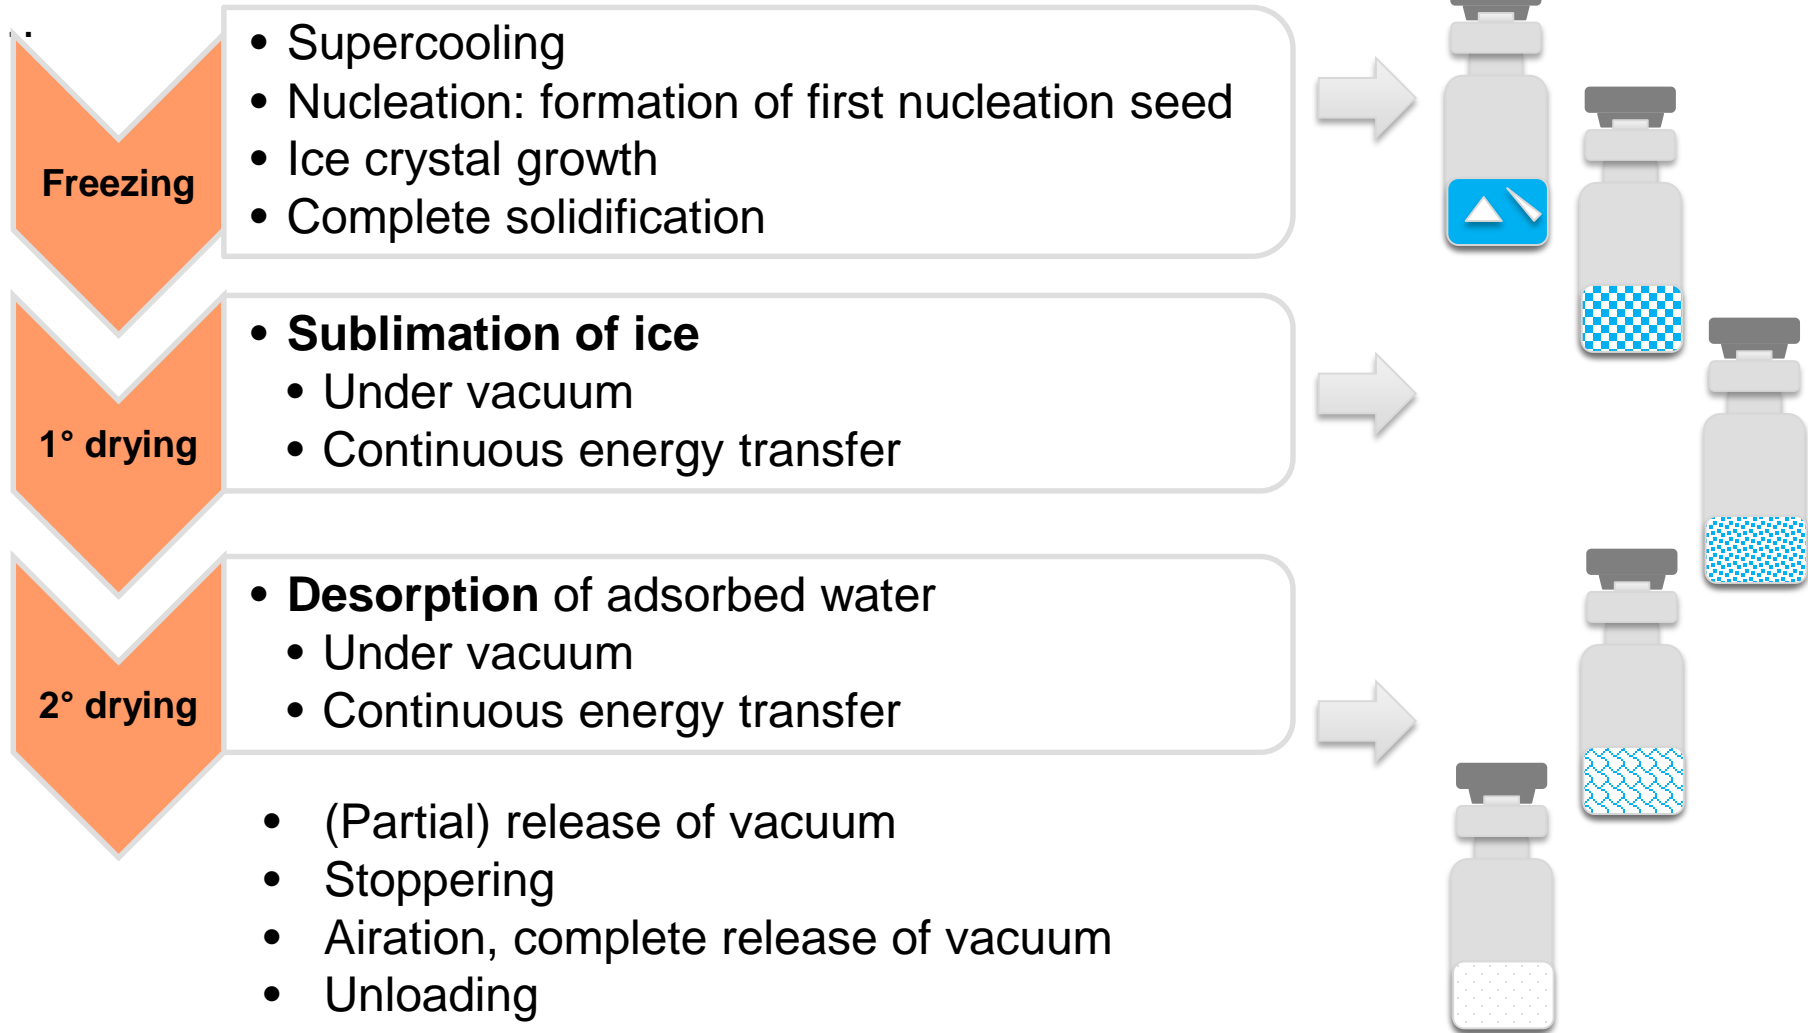 Freezing
• Supercooling
• Nucleation: formation of first nucleation seed
• Ice crystal growth
• Complete solidification
1° drying
• Sublimation of ice
• Under vacuum
• Continuous energy transfer
2° drying
• Desorption of adsorbed water
• Under vacuum
• Continuous energy transfer
• (Partial) release of vacuum
• Stoppering
• Airation, complete release of vacuum
• Unloading